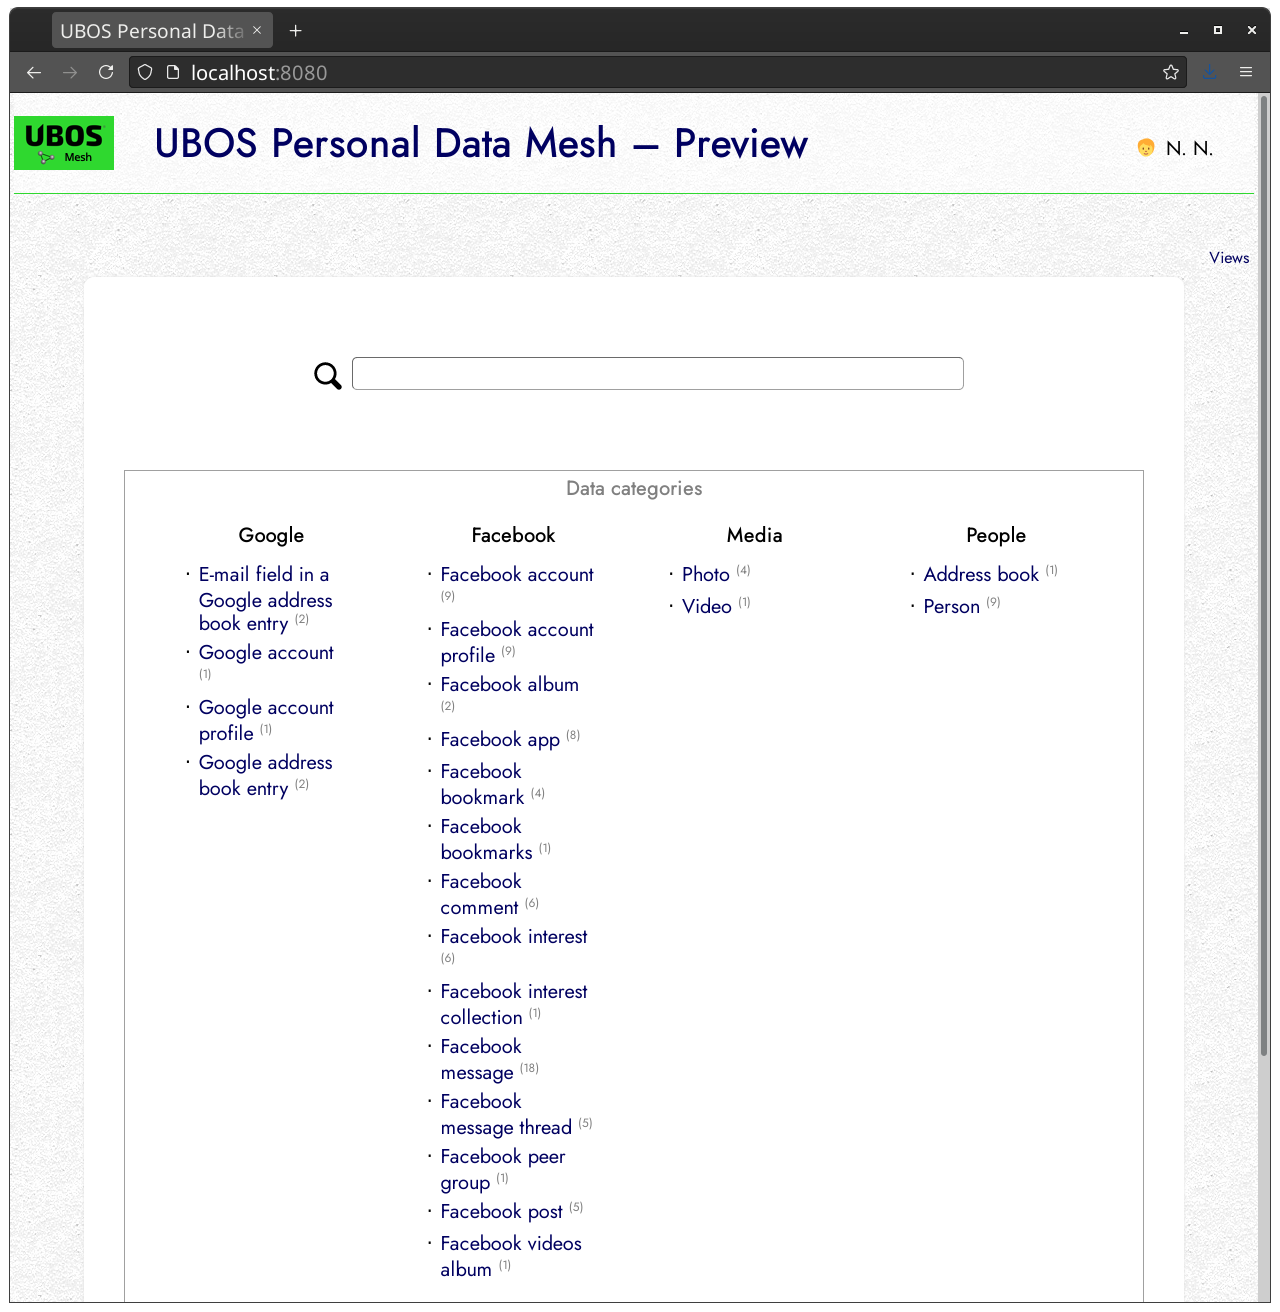 UBOS Personal Data
localhost:8080
UBOS
Mesh
UBOS Personal Data Mesh – Preview
N. N.
Views
Data categories
Google
· E-mail field in a
Google address
book entry (2)
· Google account
(1)
· Google account
profile (1)
· Google address
book entry (2)
Facebook
· Facebook account
(9)
· Facebook account
profile (9)
· Facebook album
(2)
· Facebook app (8)
· Facebook
bookmark (4)
· Facebook
bookmarks (1)
· Facebook
comment (6)
· Facebook interest
(6)
· Facebook interest
collection (1)
· Facebook
message (18)
· Facebook
message thread (5)
· Facebook peer
group (1)
· Facebook post (5)
· Facebook videos
album (1)
Media
· Photo (4)
· Video (1)
People
· Address book (1)
· Person (9)